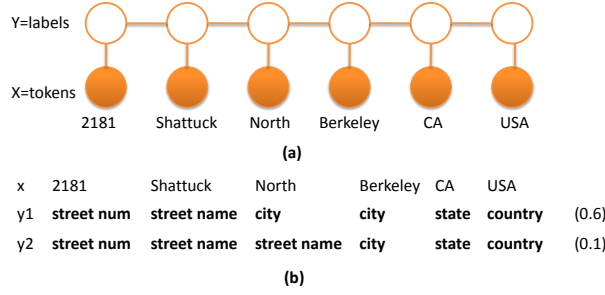 Y=labels
X=tokens
2181 Shattuck North Berkeley CA USA
(a)
x 2181 Shattuck North Berkeley CA USA
y1 street num street name city city state country (0.6)
y2 street num street name street name city state country (0.1)
(b)